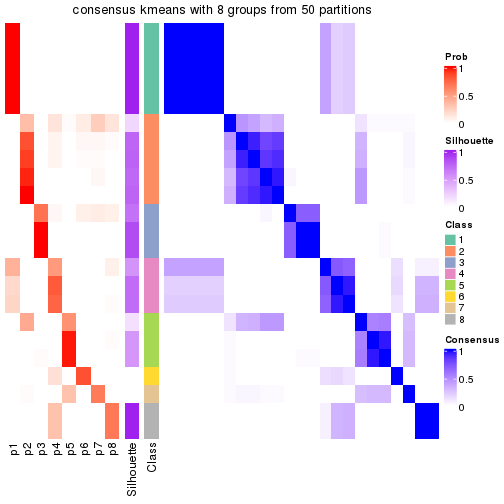 consensus kmeans with 8 groups from 50 partitions
Prob
1
0.5
0
Silhouette
1
0.5
0
Class
1
2
3
4
5
6
7
8
Consensus
1
0.5
0
p1
p2
p3
p4
p5
p6
p7
p8
Silhouette
Class